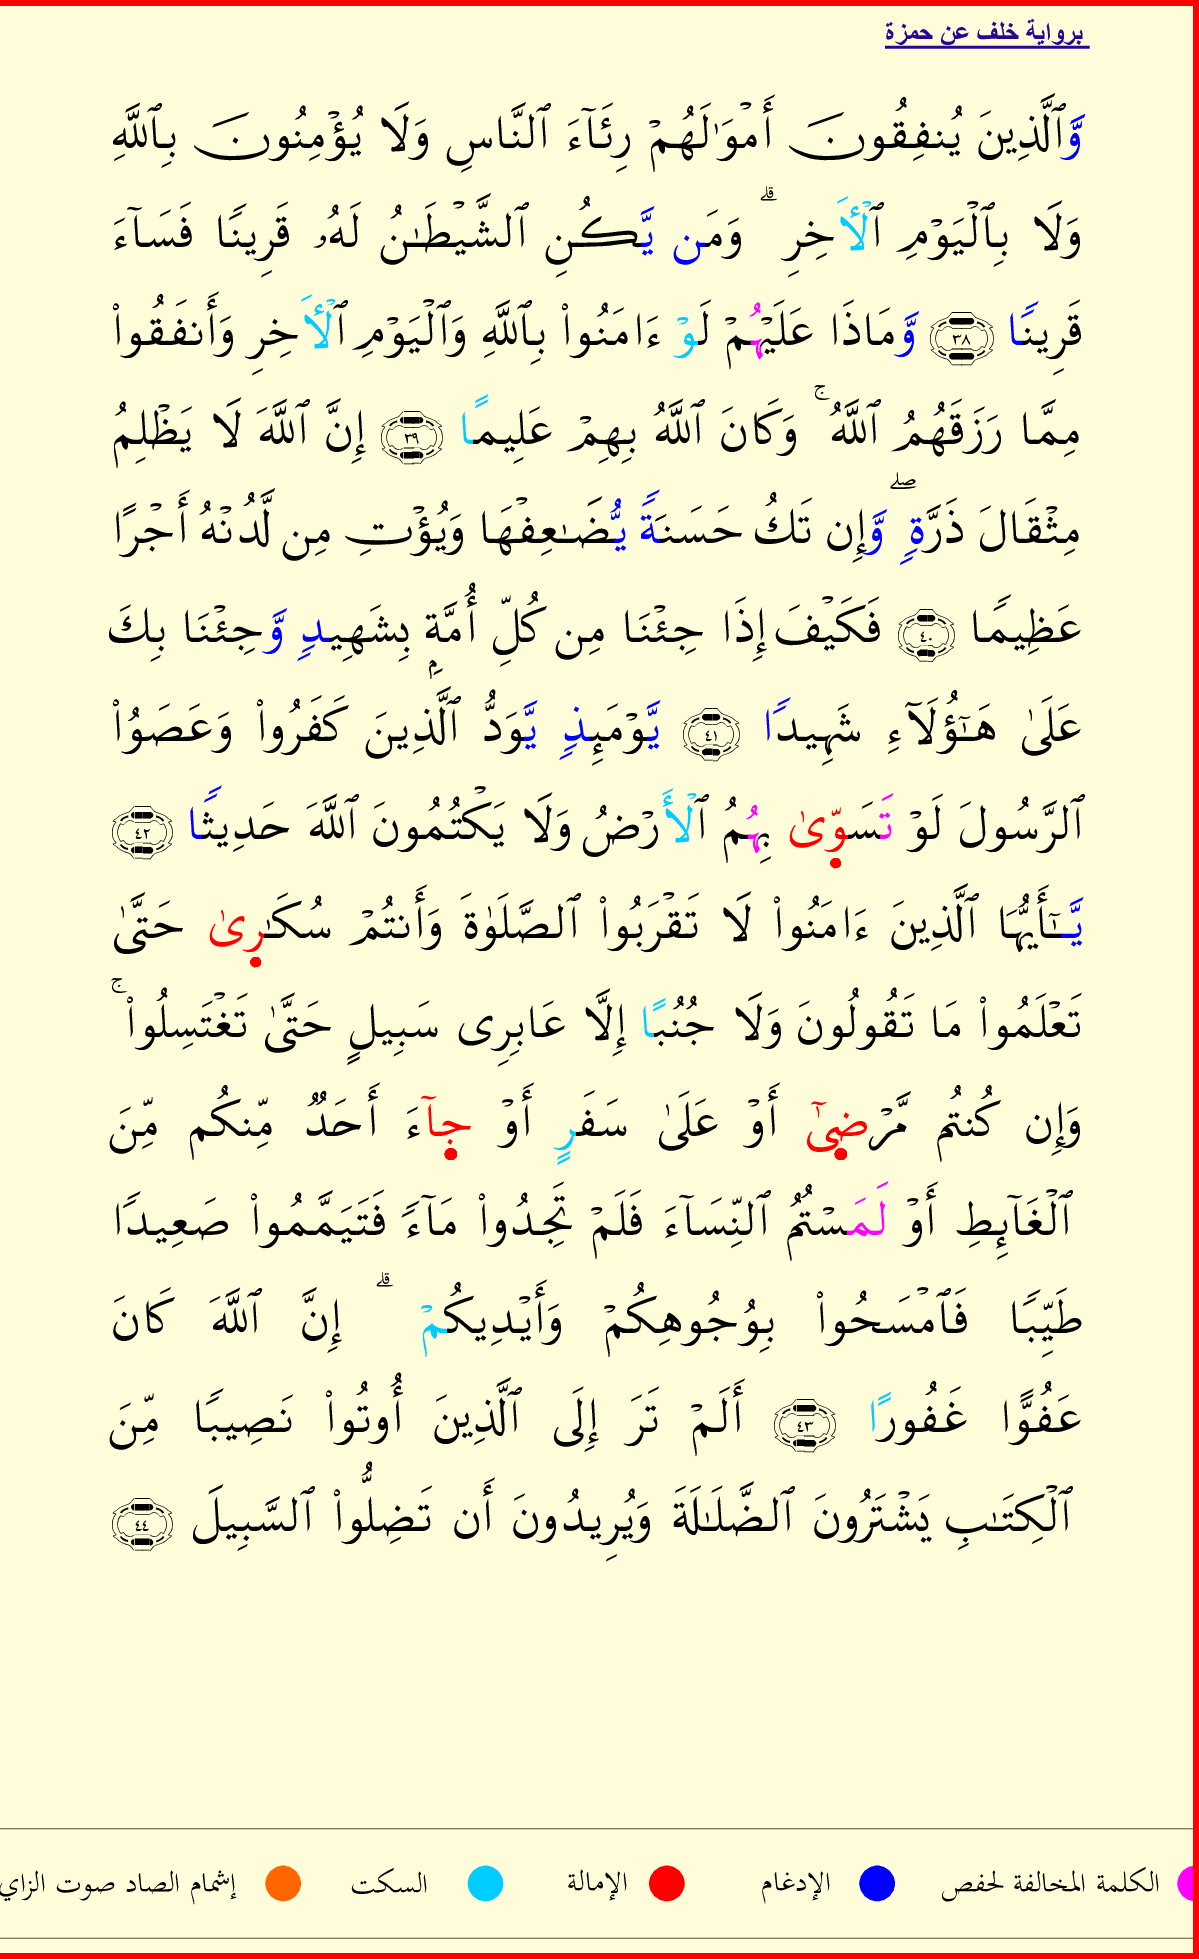 برواية خلف عن حمزة
وَّٱلَّذِينَ يُنفِقُونَ أَمْوَٰلَهُمْ رِئَآءَ ٱلنَّاسِ وَلَا يُؤْمِنُونَ بِٱللَّهِ
وَلَا بِٱلْيَوْمِ ٱلْأَخِرِ ۗ وَمَن يَّكُنِ ٱلشَّيْطَـٰنُ لَهُۥ قَرِينًا فَسَآءَ
قَرِينًا ٣٨ وَّمَاذَا عَلَيْهُمْ لَوْ ءَامَنُوا۟ بِٱللَّهِ وَٱلْيَوْمِ ٱلْأَخِرِ وَأَنفَقُوا۟
مِمَّا رَزَقَهُمُ ٱللَّهُ ۚ وَكَانَ ٱللَّهُ بِهِمْ عَلِيمًا ٣٩ إِنَّ ٱللَّهَ لَا يَظْلِمُ
مِثْقَالَ ذَرَّةٍ ۖ وَّإِن تَكُ حَسَنَةً يُّضَـٰعِفْهَا وَيُؤْتِ مِن لَّدُنْهُ أَجْرًا
عَظِيمًا ٤٠ فَكَيْفَ إِذَا جِئْنَا مِن كُلِّ أُمَّةٍۭ بِشَهِيدٍ وَّجِئْنَا بِكَ
عَلَىٰ هَـٰٓؤُلَآءِ شَهِيدًا ٤١ يَّوْمَئِذٍ يَّوَدُّ ٱلَّذِينَ كَفَرُوا۟ وَعَصَوُا۟
ٱلرَّسُولَ لَوْ تَسَوّىٰ بِهُمُ ٱلْأَرْضُ وَلَا يَكْتُمُونَ ٱللَّهَ حَدِيثًا ٤٢
يَّـٰٓأَيُّهَا ٱلَّذِينَ ءَامَنُوا۟ لَا تَقْرَبُوا۟ ٱلصَّلَوٰةَ وَأَنتُمْ سُكَـٰرىٰ حَتَّىٰ
تَعْلَمُوا۟ مَا تَقُولُونَ وَلَا جُنُبًا إِلَّا عَابِرِى سَبِيلٍ حَتَّىٰ تَغْتَسِلُوا۟ ۚ
وَإِن كُنتُم مَّرْضىٰٓ أَوْ عَلَىٰ سَفَرٍ أَوْ جآءَ أَحَدٌ مِّنكُم مِّنَ
ٱلْغَآئِطِ أَوْ لَمَسْتُمُ ٱلنِّسَآءَ فَلَمْ تَجِدُوا۟ مَآءً فَتَيَمَّمُوا۟ صَعِيدًا
طَيِّبًا فَٱمْسَحُوا۟ بِوُجُوهِكُمْ وَأَيْدِيكُمْ ۗ إِنَّ ٱللَّهَ كَانَ
عَفُوًّا غَفُورًا ٤٣ أَلَمْ تَرَ إِلَى ٱلَّذِينَ أُوتُوا۟ نَصِيبًا مِّنَ
ٱلْكِتَـٰبِ يَشْتَرُونَ ٱلضَّلَـٰلَةَ وَيُرِيدُونَ أَن تَضِلُّوا۟ ٱلسَّبِيلَ ٤٤
الكلمة المخالفة لحفص الإدغام الإمالة السكت إشمام الصاد صوت الزاي